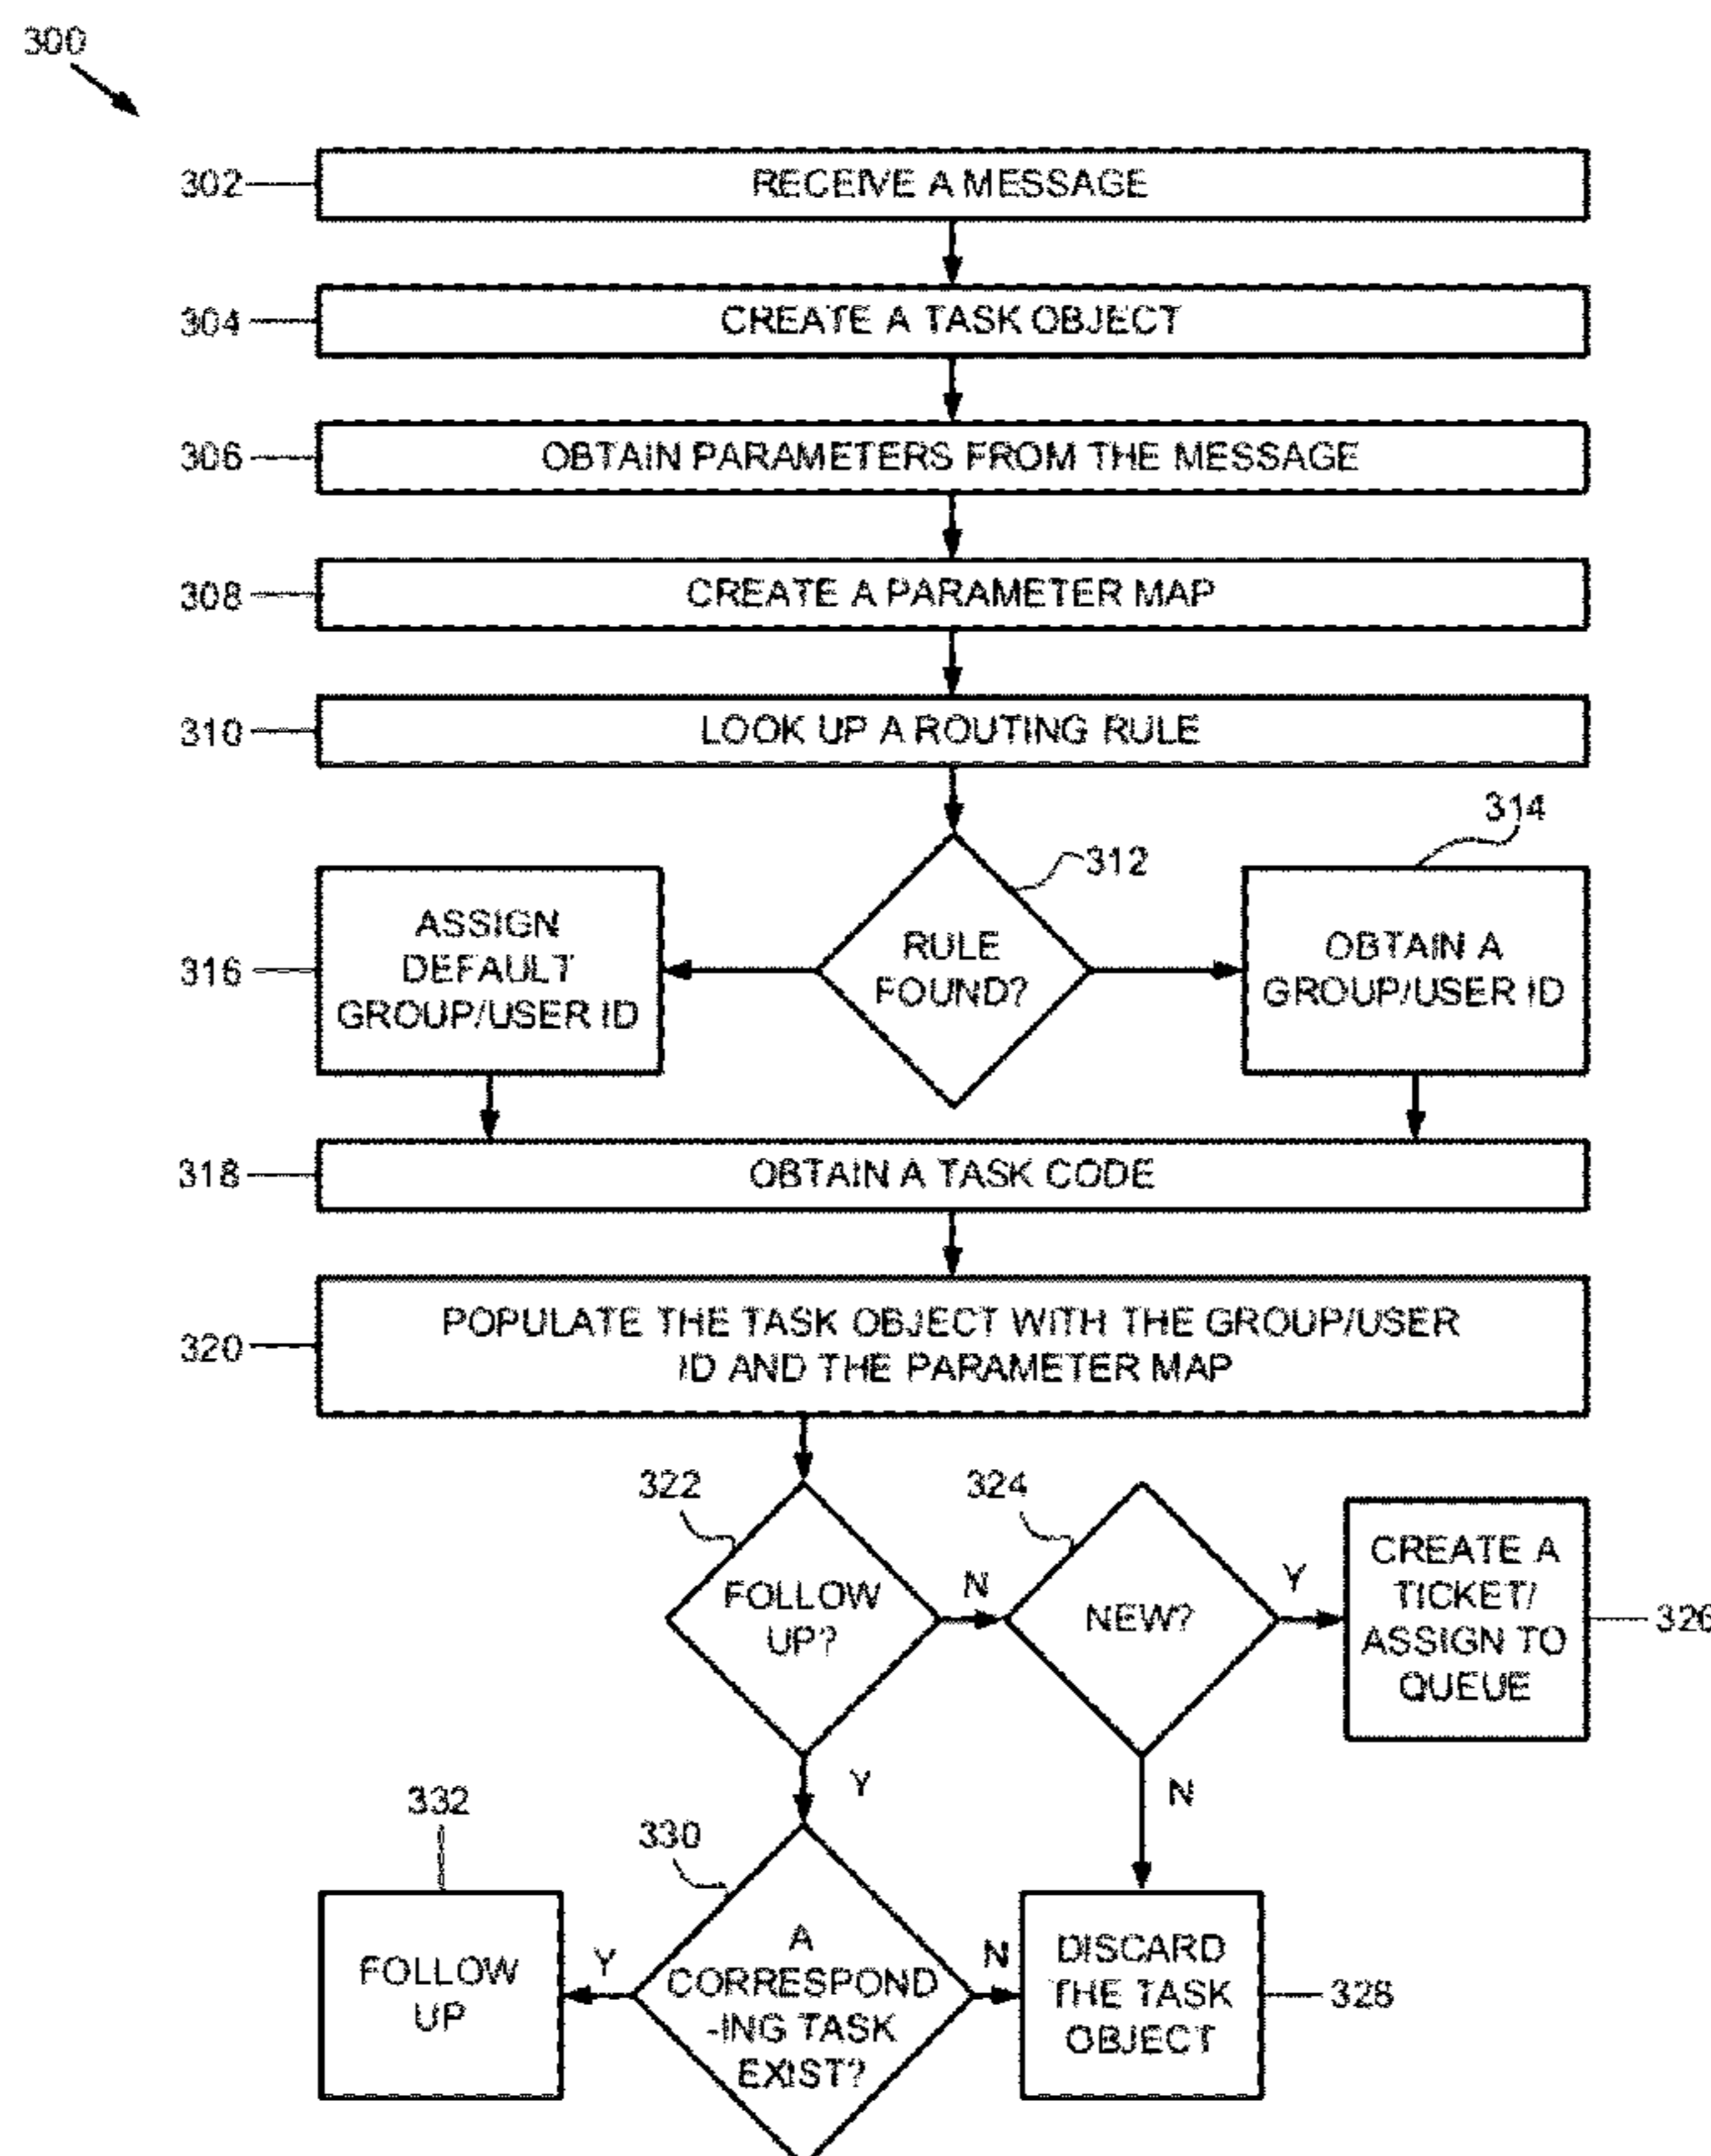 300
302
RECEIVE A MESSAGE
304
CREATE A TASK OBJECT
306
OBTAIN PARAMETERS FROM THE MESSAGE
308
CREATE A PARAMETER MAP
310
LOOK UP A ROUTING RULE
314
312
316
ASSIGN
DEFAULT
GROUP/USER ID
RULE
FOUND?
OBTAIN A
GROUP/USER ID
318
OBTAIN A TASK CODE
320
POPULATE THE TASK OBJECT WITH THE GROUP/USER
ID AND THE PARAMETER MAP
322
FOLLOW
UP?
N
324
NEW?
Y
CREATE A
TICKET/
ASSIGN TO
QUEUE
326
Y
N
332
FOLLOW
UP
Y
330
A
CORRESPOND
-ING TASK
EXIST?
N
DISCARD
THE TASK
OBJECT
328